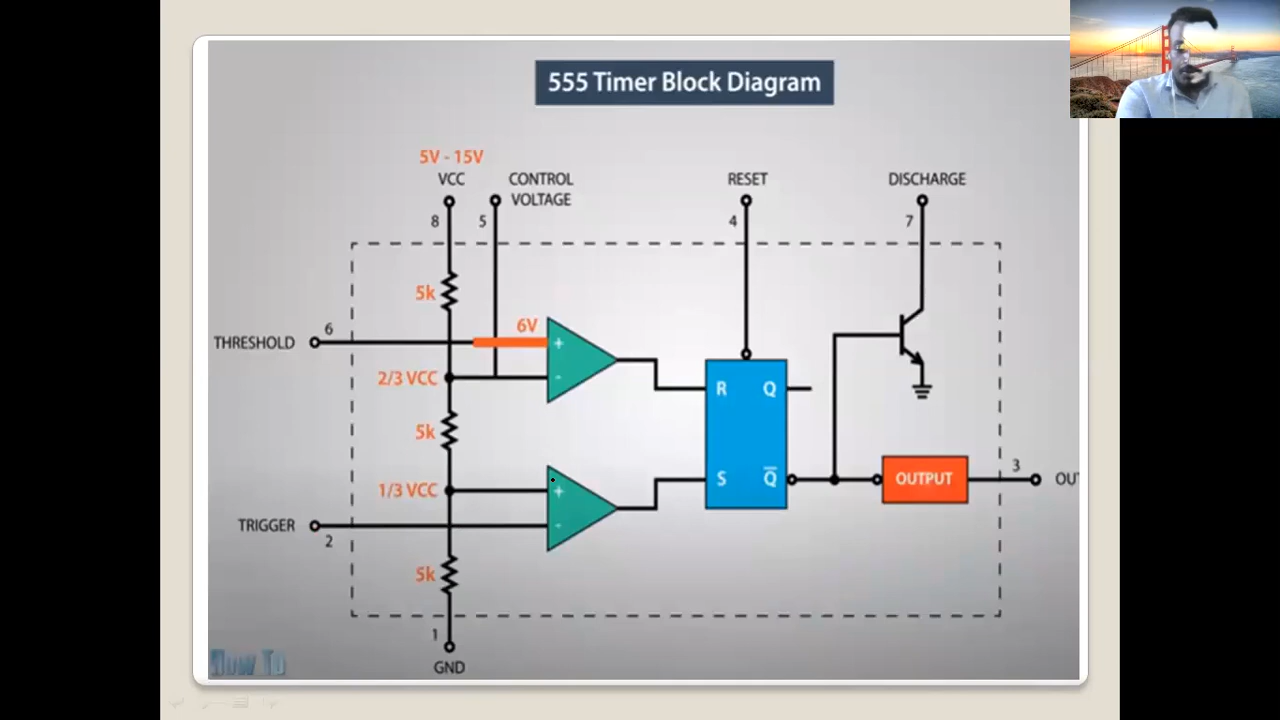 555 Timer Block Diagram
5V - 15V
VCC
CONTROL
VOLTAGE
RESET
DISCHARGE
8
5
4
7
5k
THRESHOLD
6
6V
+
2/3 VCC
-
R
Q
5k
1/3 VCC
+
S
Q̅
OUTPUT
3
OU
TRIGGER
2
-
5k
1
GND
How To